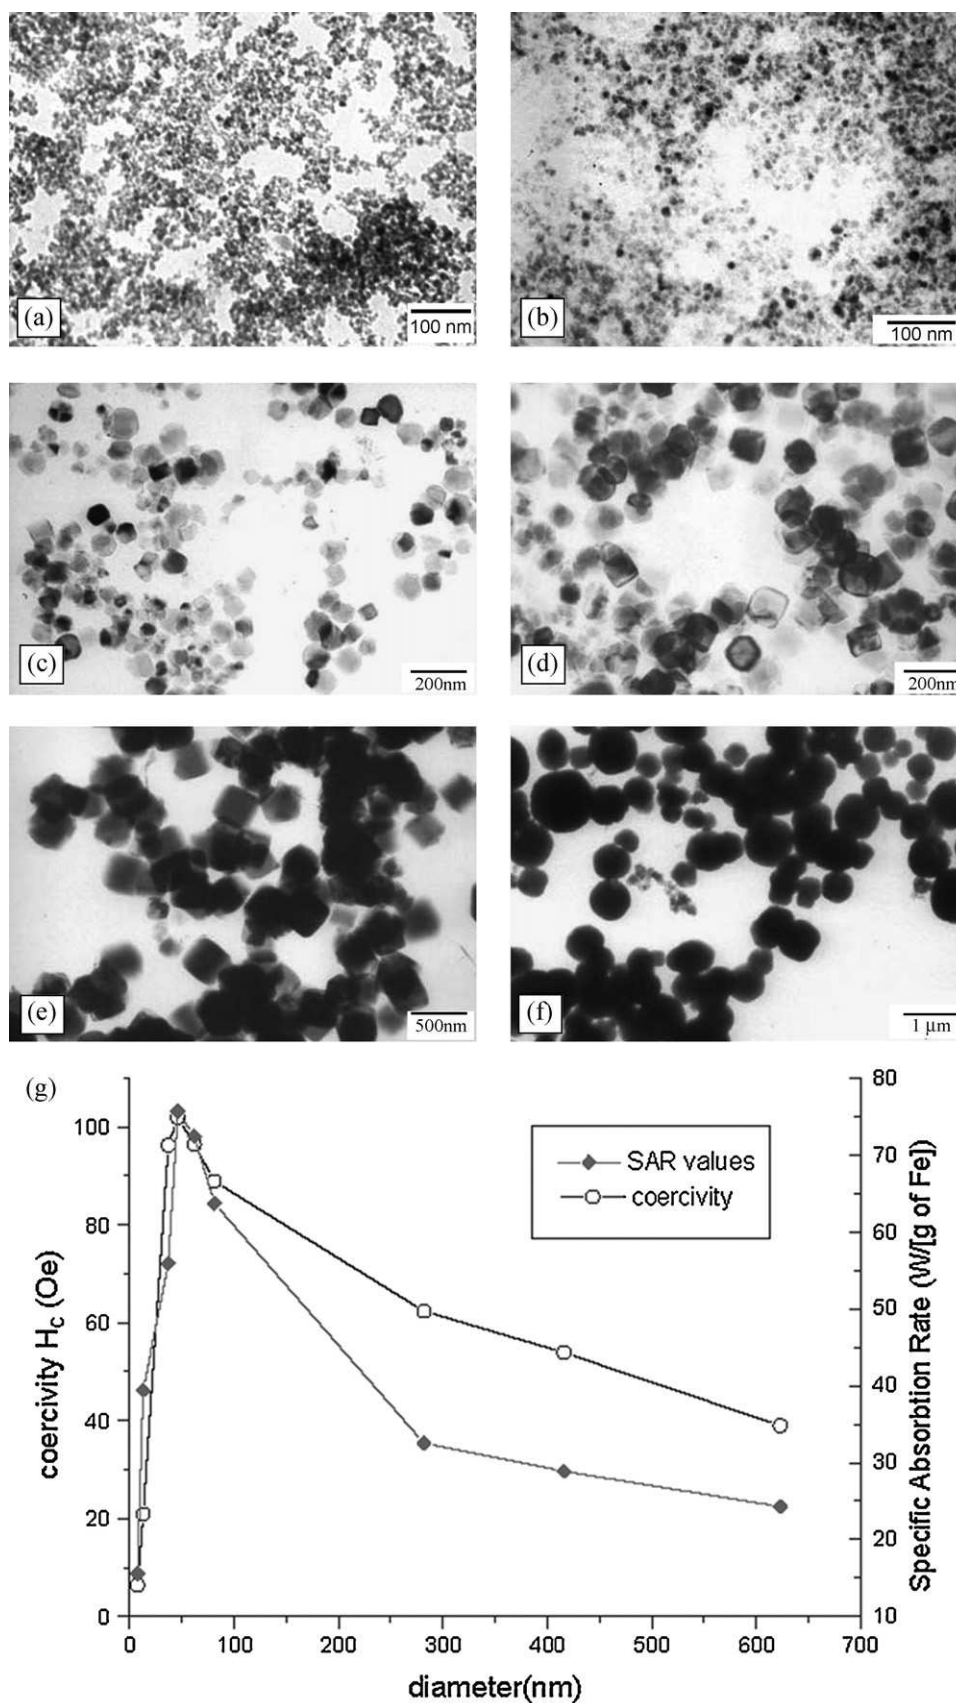 (a)
100 nm
(b)
100 nm
(c)
200nm
(d)
200nm
(e)
500nm
(f)
1 µm
(g)
coercivity HC (Oe)
100
80
60
40
20
0
SAR values
coercivity
80
70
60
50
40
30
20
10
Specific Absorbtion Rate (W/[g of Fe])
0 100 200 300 400 500 600 700
diameter(nm)